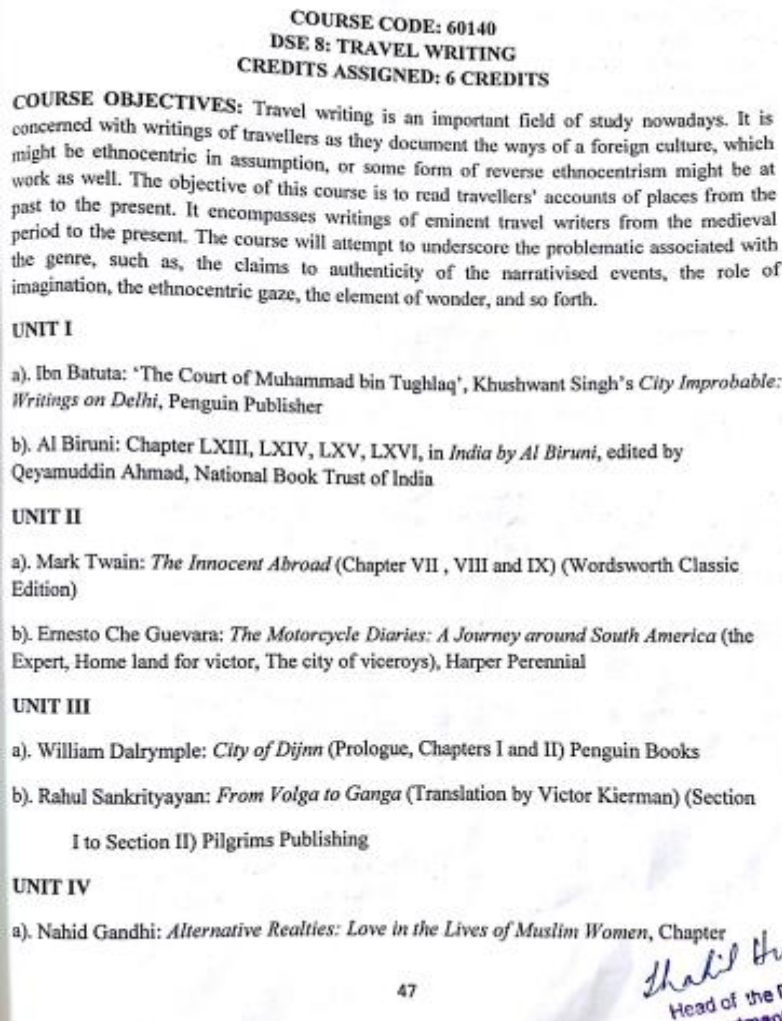 COURSE CODE: 60140
DSE 8: TRAVEL WRITING
CREDITS ASSIGNED: 6 CREDITS
COURSE OBJECTIVES: Travel writing is an important field of study nowadays. It is
concerned with writings of travellers as they document the ways of a foreign culture, which
might be ethnocentric in assumption, or some form of reverse ethnocentrism might be at
work as well. The objective of this course is to read travellers' accounts of places from the
past to the present. It encompasses writings of eminent travel writers from the medieval
period to the present. The course will attempt to underscore the problematic associated with
the genre, such as, the claims to authenticity of the narrativised events, the role of
imagination, the ethnocentric gaze, the element of wonder, and so forth.
UNIT I
a). Ibn Batuta: 'The Court of Muhammad bin Tughlaq', Khushwant Singh's City Improbable:
Writings on Delhi, Penguin Publisher
b). Al Biruni: Chapter LXIII, LXIV, LXV, LXVI, in India by Al Biruni, edited by
Qeyamuddin Ahmad, National Book Trust of India
UNIT II
a). Mark Twain: The Innocent Abroad (Chapter VII , VIII and IX) (Wordsworth Classic
Edition)
b). Ernesto Che Guevara: The Motorcycle Diaries: A Journey around South America (the
Expert, Home land for victor, The city of viceroys), Harper Perennial
UNIT III
a). William Dalrymple: City of Dijnn (Prologue, Chapters I and II) Penguin Books
b). Rahul Sankrityayan: From Volga to Ganga (Translation by Victor Kierman) (Section
I to Section II) Pilgrims Publishing
UNIT IV
a). Nahid Gandhi: Alternative Realties: Love in the Lives of Muslim Women, Chapter
47
Head of the